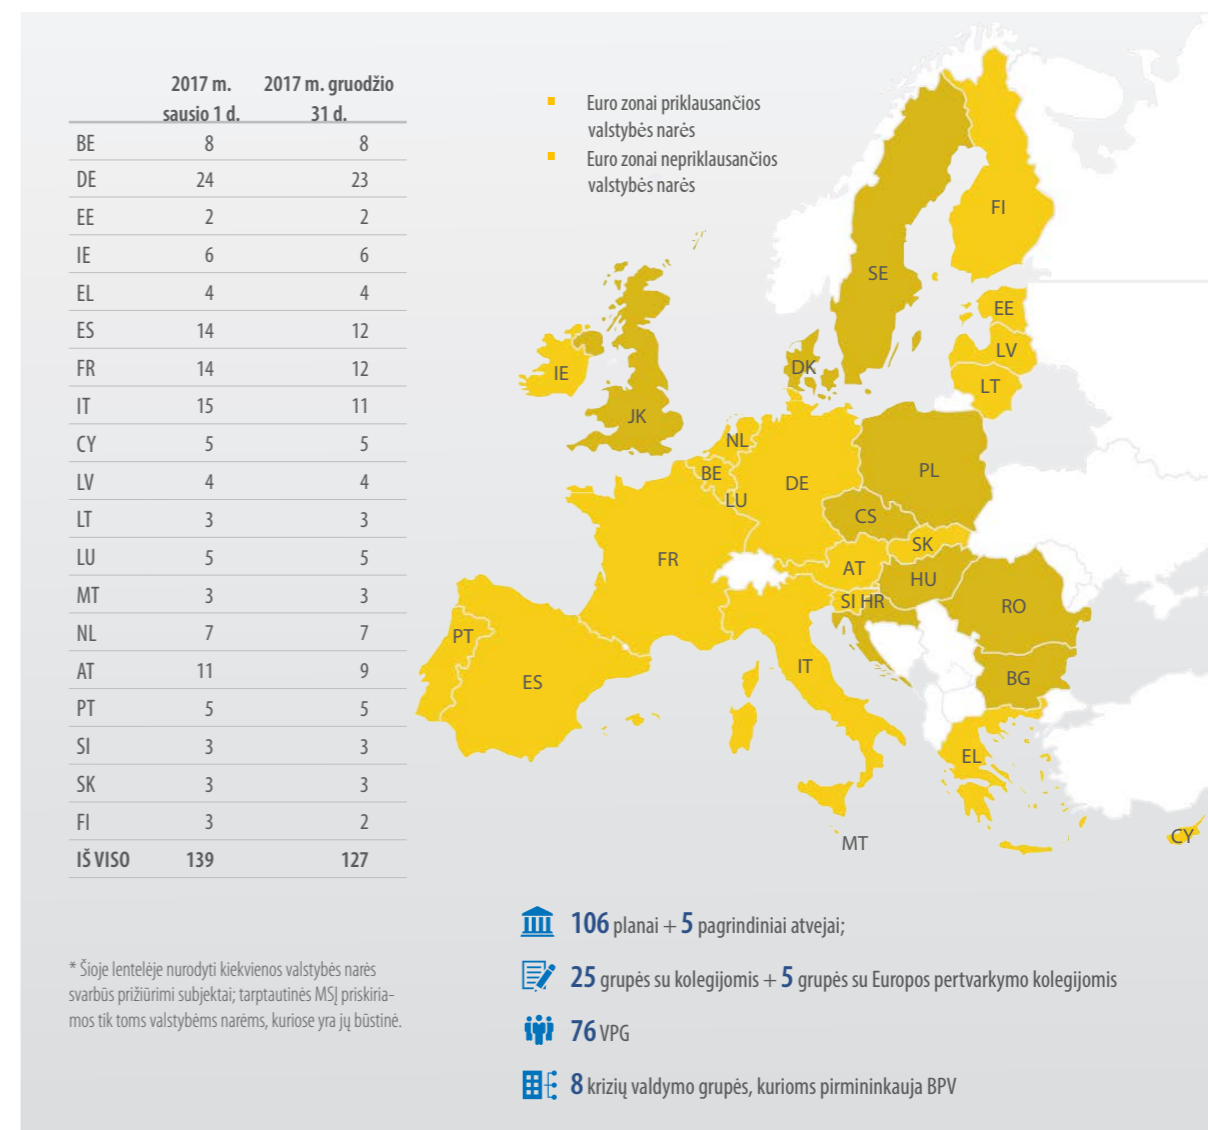 2017 m. sausio 1 d. 2017 m. gruodžio 31 d.
BE 8 8
DE 24 23
EE 2 2
IE 6 6
EL 4 4
ES 14 12
FR 14 12
IT 15 11
CY 5 5
LV 4 4
LT 3 3
LU 5 5
MT 3 3
NL 7 7
AT 11 9
PT 5 5
SI 3 3
SK 3 3
FI 3 2
IŠ VISO 139 127
* Šioje lentelėje nurodyti kiekvienos valstybės narės
svarbūs prižiūrimi subjektai; tarptautinės MSĮ priskiria-
mos tik toms valstybėms narėms, kuriose yra jų būstinė.
Euro zonai priklausančios
valstybės narės
Euro zonai nepriklausančios
valstybės narės
FI
SE
EE
LV
LT
DK
IE
JK
NL
BE
LU
DE
PL
CS
SK
FR
AT
HU
SI HR
RO
PT
ES
IT
BG
EL
MT
CY
106 planai + 5 pagrindiniai atvejai;
25 grupės su kolegijomis + 5 grupės su Europos pertvarkymo kolegijomis
76 VPG
8 krizių valdymo grupės, kurioms pirmininkauja BPV